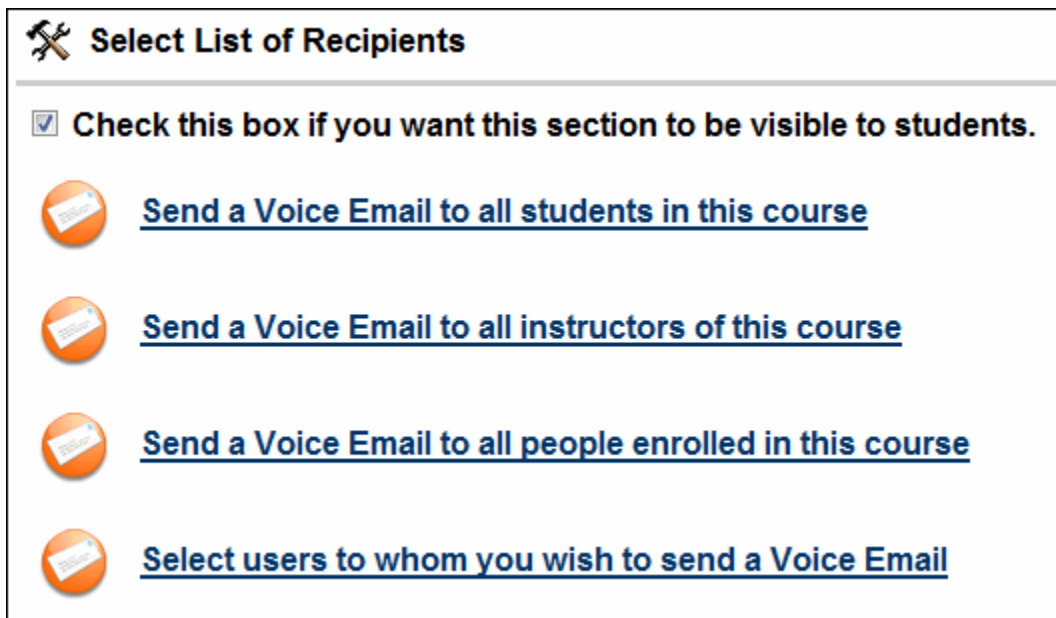 Select List of Recipients
Check this box if you want this section to be visible to students.
Send a Voice Email to all students in this course
Send a Voice Email to all instructors of this course
Send a Voice Email to all people enrolled in this course
Select users to whom you wish to send a Voice Email